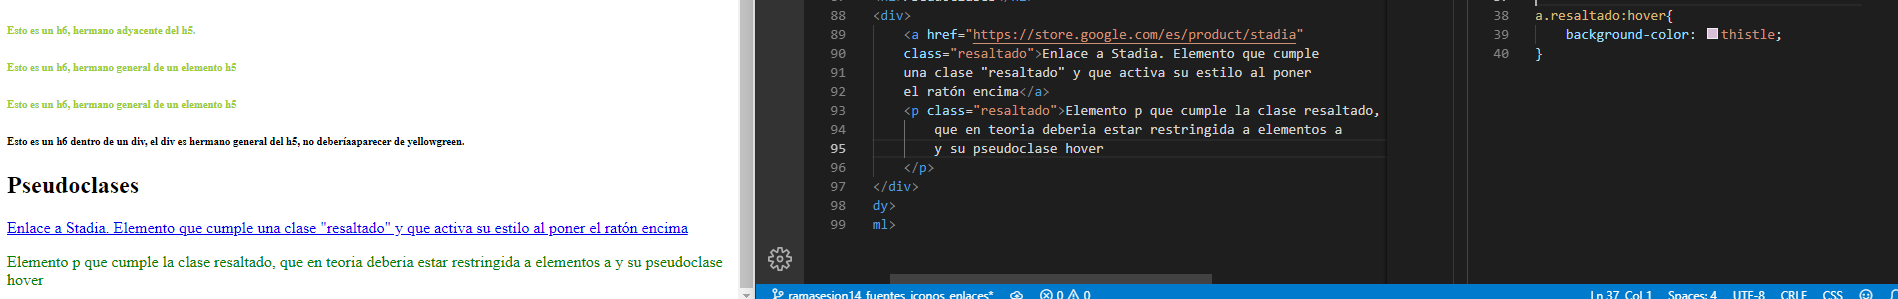 Esto es un h6, hermano adyacente del h5.
Esto es un h6, hermano general de un elemento h5
Esto es un h6, hermano general de un elemento h5
Esto es un h6 dentro de un div, el div es hermano general del h5, no deberíaaparecer de yellowgreen.
Pseudoclases
Enlace a Stadia. Elemento que cumple una clase "resaltado" y que activa su estilo al poner el ratón encima
Elemento p que cumple la clase resaltado, que en teoria deberia estar restringida a elementos a y su pseudoclase
hover
88 <div>
89 <a href="https://store.google.com/es/product/stadia"
90 class="resaltado">Enlace a Stadia. Elemento que cumple
91 una clase "resaltado" y que activa su estilo al poner
92 el ratón encima</a>
93 <p class="resaltado">Elemento p que cumple la clase resaltado,
94 que en teoria deberia estar restringida a elementos a
95 y su pseudoclase hover
96 </p>
97 </div>
98 dy>
99 ml>
38 a.resaltado:hover{
39 background-color: thistle;
40 }
ramasesion14_fuentes_iconos_enlaces* 0 0 Ln 37, Col 1 Spaces: 4 UTF-8 CRLF CSS